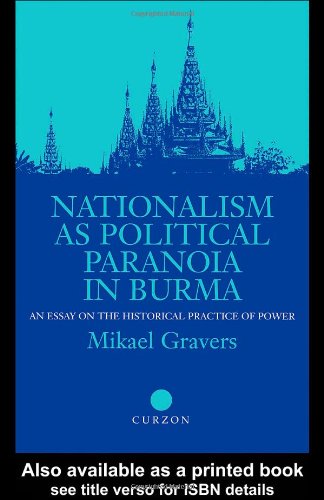 NATIONALISM
AS POLITICAL
PARANOIA
IN BURMA
AN ESSAY ON THE HISTORICAL PRACTICE OF POWER
Mikael Gravers
CURZON
Also available as a printed book
see title verso for ISBN details